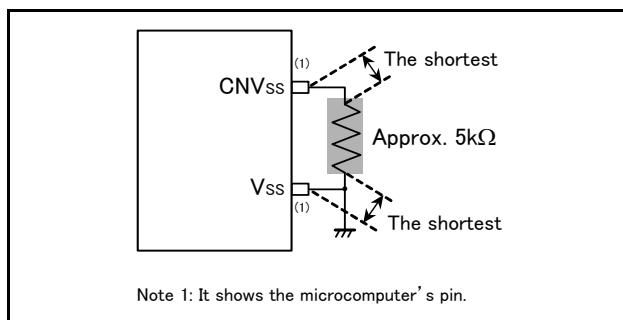 (1)
The shortest
CNVSS
Approx. 5kΩ
VSS
(1)
The shortest
Note 1: It shows the microcomputer's pin.